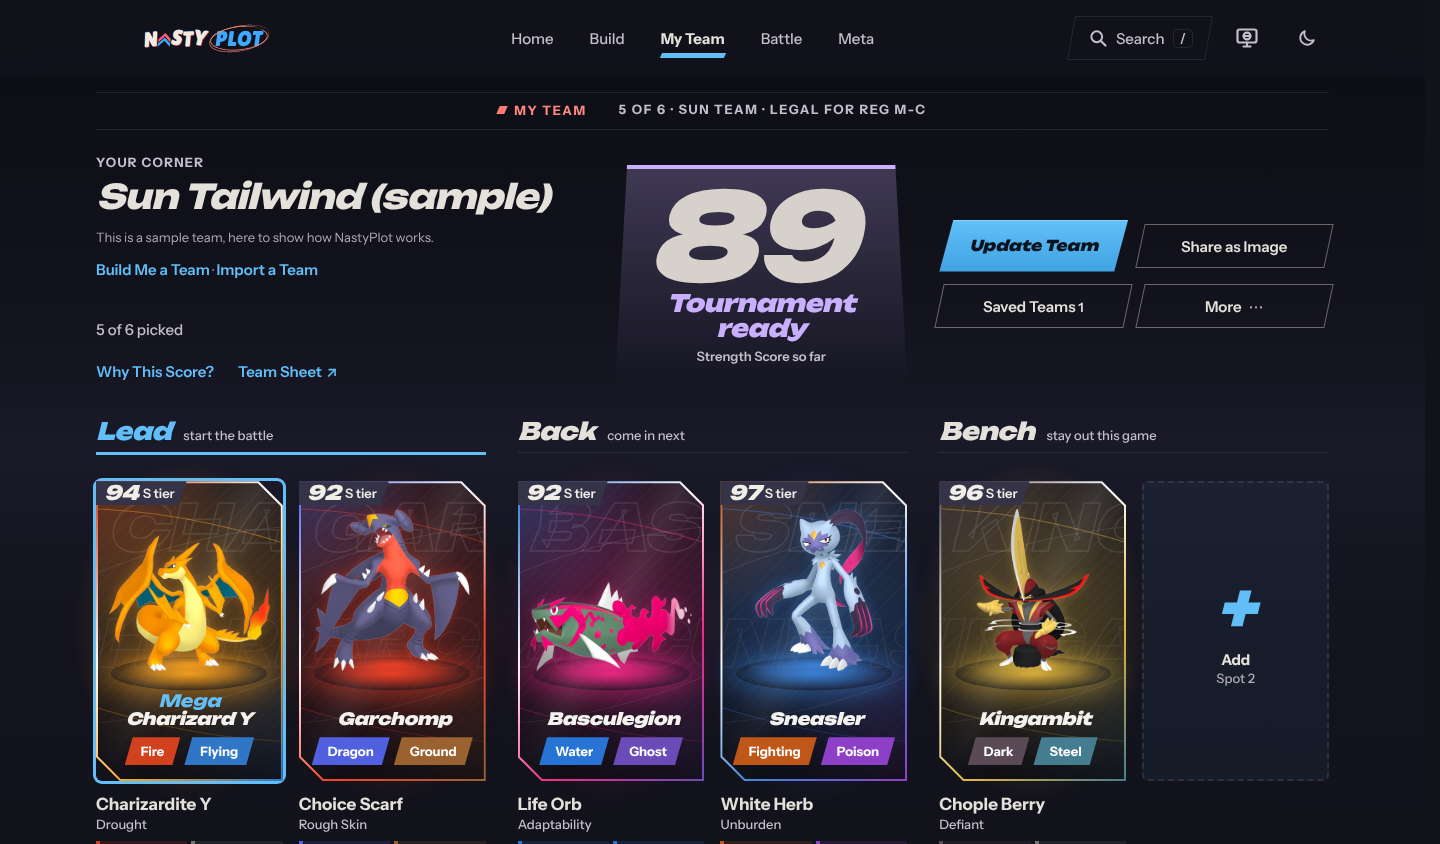 NASTY PLOT
Home
Build
My Team
Battle
Meta
Search /
MY TEAM
5 OF 6 · SUN TEAM · LEGAL FOR REG M-C
YOUR CORNER
Sun Tailwind (sample)
This is a sample team, here to show how NastyPlot works.
Build Me a Team · Import a Team
5 of 6 picked
Why This Score?
Team Sheet ↗
89
Tournament
ready
Strength Score so far
Update Team
Share as Image
Saved Teams 1
More ···
Lead start the battle
Back come in next
Bench stay out this game
94 S tier
CHA
Mega
Charizard Y
Fire
Flying
Charizardite Y
Drought
92 S tier
GAR
Garchomp
Dragon
Ground
Choice Scarf
Rough Skin
92 S tier
BAS
Basculegion
Water
Ghost
Life Orb
Adaptability
97 S tier
Sneasler
Fighting
Poison
White Herb
Unburden
96 S tier
KING
Kingambit
Dark
Steel
Chople Berry
Defiant
Add
Spot 2